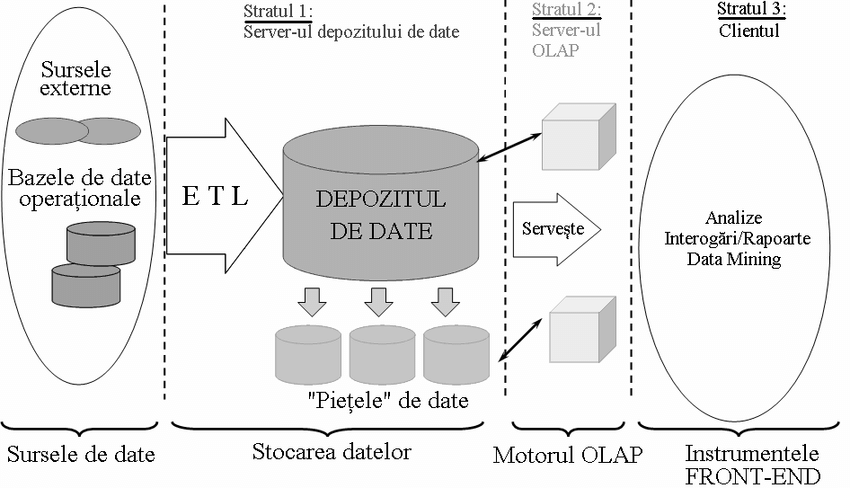 Stratul 1:
Server-ul depozitului de date
Stratul 2:
Server-ul
OLAP
Stratul 3:
Clientul
Sursele
externe
Bazele de date
operaționale
E T L
DEPOZITUL
DE DATE
Servește
Analize
Interogări/Rapoarte
Data Mining
"Piețele" de date
Sursele de date
Stocarea datelor
Motorul OLAP
Instrumentele
FRONT-END